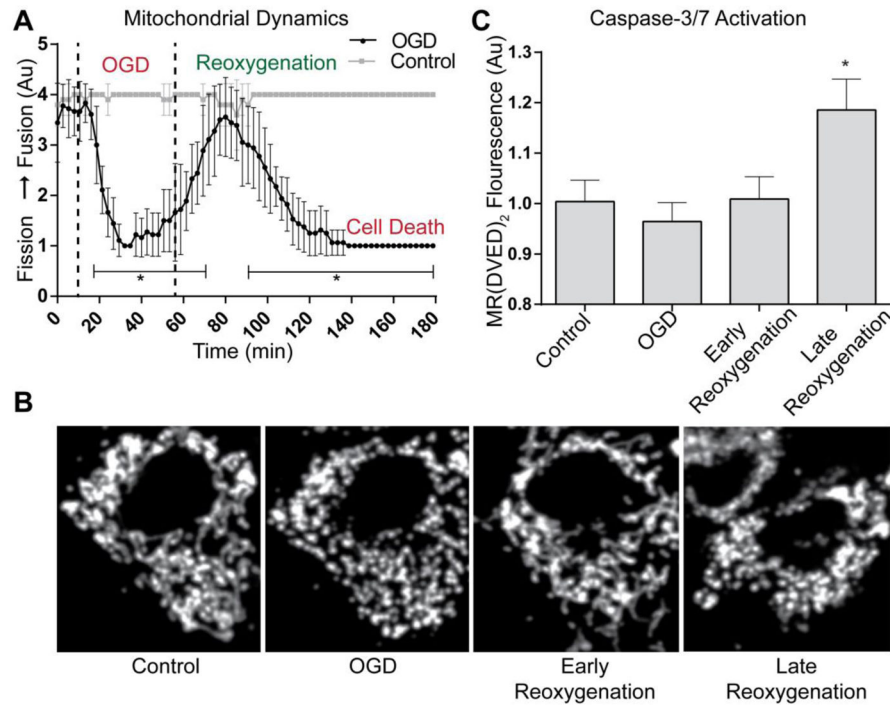 A
Mitochondrial Dynamics
OGD
Reoxygenation
OGD
Control
Fission → Fusion (Au)
5
4
3
2
1
0
*
*
Cell Death
0
20
40
60
80
100
120
140
160
180
Time (min)
C
Caspase-3/7 Activation
MR(DVED)2 Flourescence (Au)
1.3
1.2
1.1
1.0
0.9
0.8
*
Control
OGD
Early
Reoxygenation
Late
Reoxygenation
B
Control
OGD
Early
Reoxygenation
Late
Reoxygenation